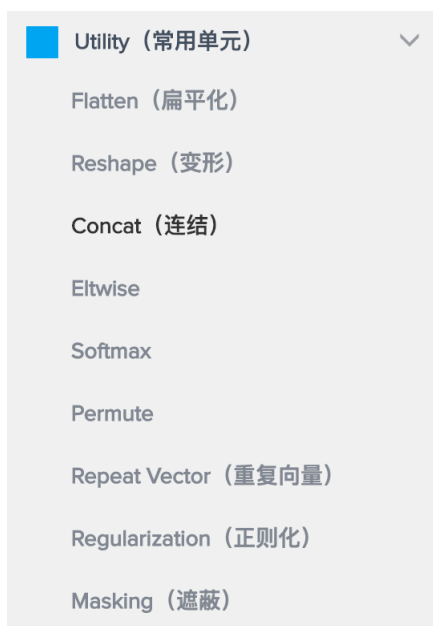 Utility（常用单元）
Flatten（扁平化）
Reshape（变形）
Concat（连结）
Eltwise
Softmax
Permute
Repeat Vector（重复向量）
Regularization（正则化）
Masking（遮蔽）